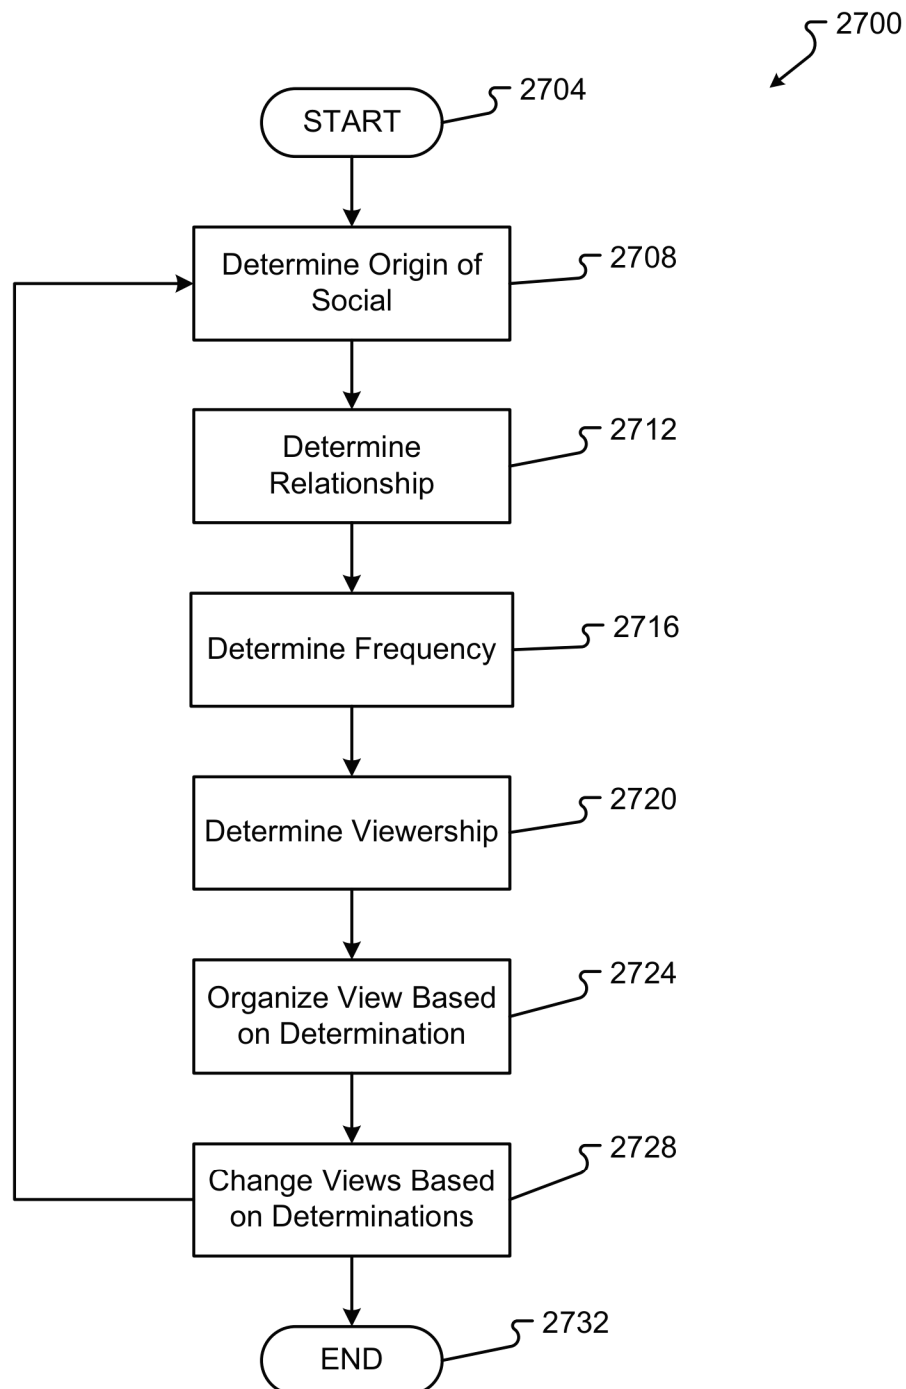 2700
START
2704
Determine Origin of
Social
2708
Determine
Relationship
2712
Determine Frequency
2716
Determine Viewership
2720
Organize View Based
on Determination
2724
Change Views Based
on Determinations
2728
END
2732